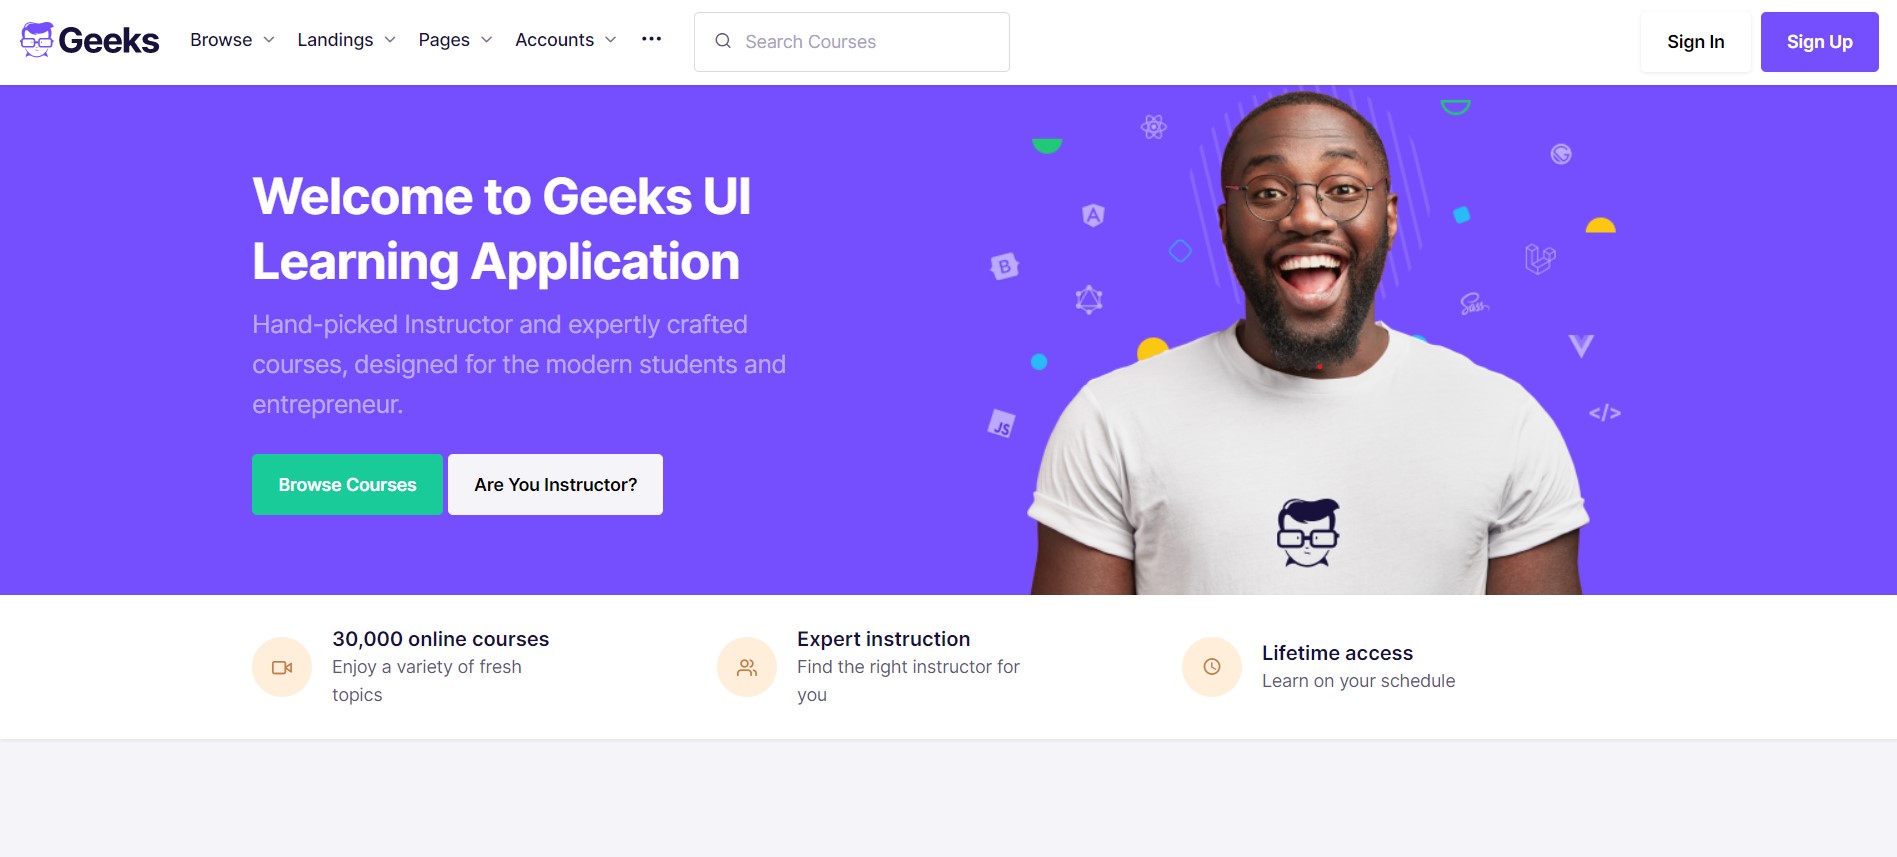 Geeks
Browse
Landings
Pages
Accounts
Search Courses
Sign In
Sign Up
Welcome to Geeks UI
Learning Application
Hand-picked Instructor and expertly crafted
courses, designed for the modern students and
entrepreneur.
Browse Courses
Are You Instructor?
A
B
JS
Sass
</>
30,000 online courses
Enjoy a variety of fresh
topics
Expert instruction
Find the right instructor for
you
Lifetime access
Learn on your schedule